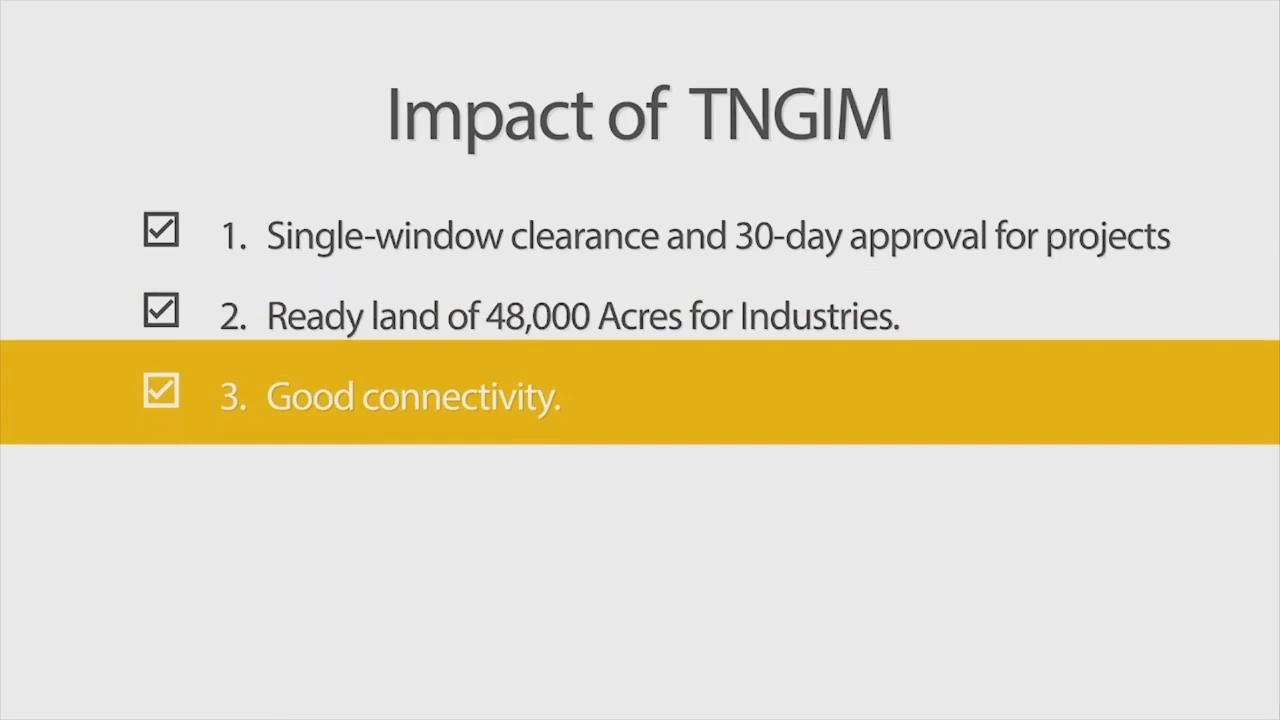 Impact of TNGIM
1. Single-window clearance and 30-day approval for projects
2. Ready land of 48,000 Acres for Industries.
3. Good connectivity.